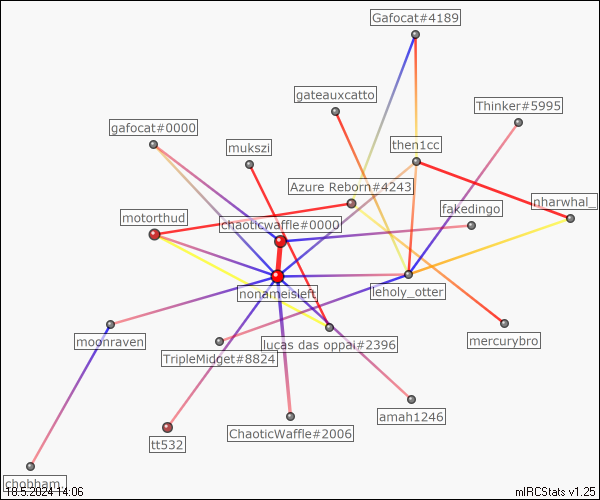 Gafocat#4189
gateauxcatto
Thinker#5995
gafocat#0000
mukszi
then1cc
Azure Reborn#4243
nharwhal_
motorthud
chaoticwaffle#0000
fakedingo
nonameisleft
leholy_otter
moonraven
lucas das oppai#2396
mercurybro
TripleMidget#8824
amah1246
tt532
ChaoticWaffle#2006
chobham_
18.5.2024 14:06
mIRCStats v1.25